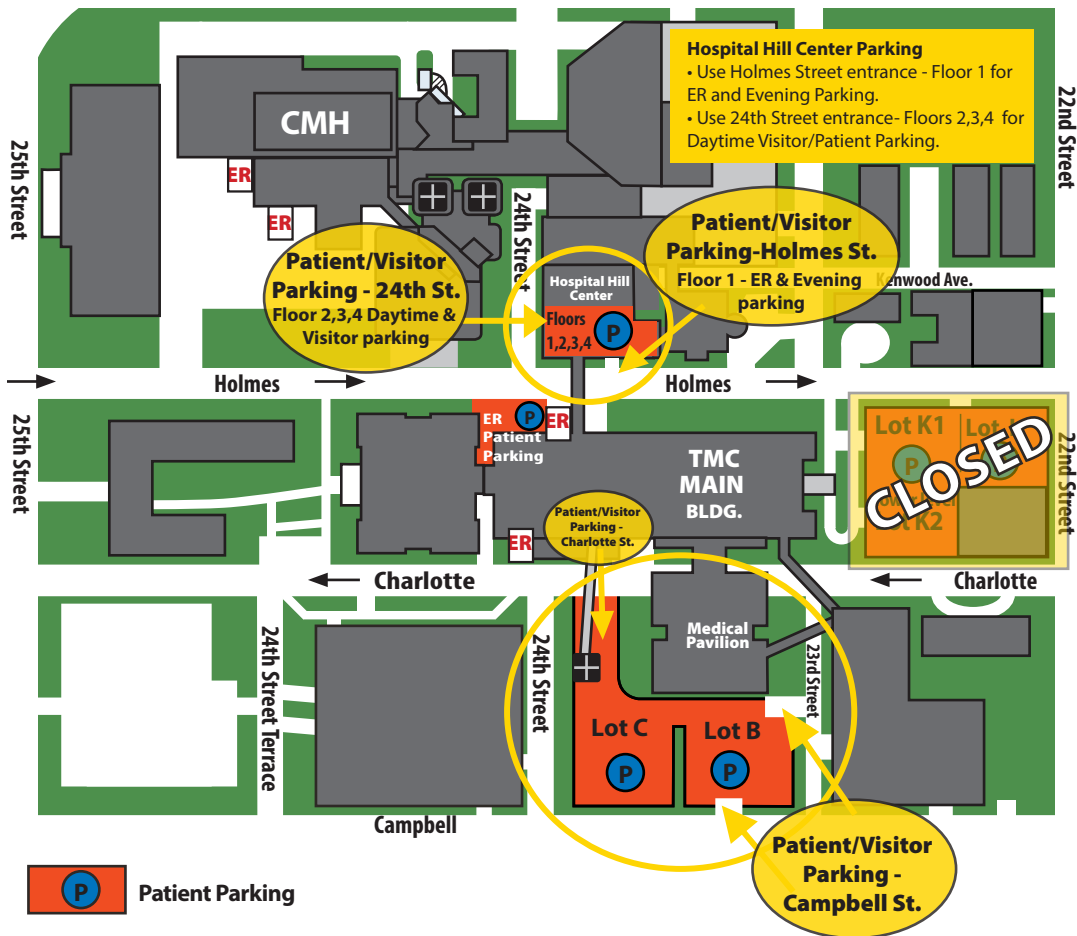 Hospital Hill Center Parking
• Use Holmes Street entrance - Floor 1 for
ER and Evening Parking.
• Use 24th Street entrance- Floors 2,3,4 for
Daytime Visitor/Patient Parking.
22nd Street
25th Street
CMH
ER
ER
24th Street
Patient/Visitor
Parking - 24th St.
Floor 2,3,4 Daytime &
Visitor parking
Patient/Visitor
Parking-Holmes St.
Floor 1 - ER & Evening
parking
Kenwood Ave.
Hospital Hill
Center
Floors
1,2,3,4
P
Holmes
Holmes
25th Street
ER
Patient
Parking
P
ER
TMC
MAIN
BLDG.
Lot K1
P
CLOSED
22nd Street
Patient/Visitor
Parking -
Charlotte St.
ER
Charlotte
Charlotte
24th Street Terrace
24th Street
Medical
Pavilion
23rd Street
Lot C
P
Lot B
P
Campbell
Patient/Visitor
Parking -
Campbell St.
P
Patient Parking